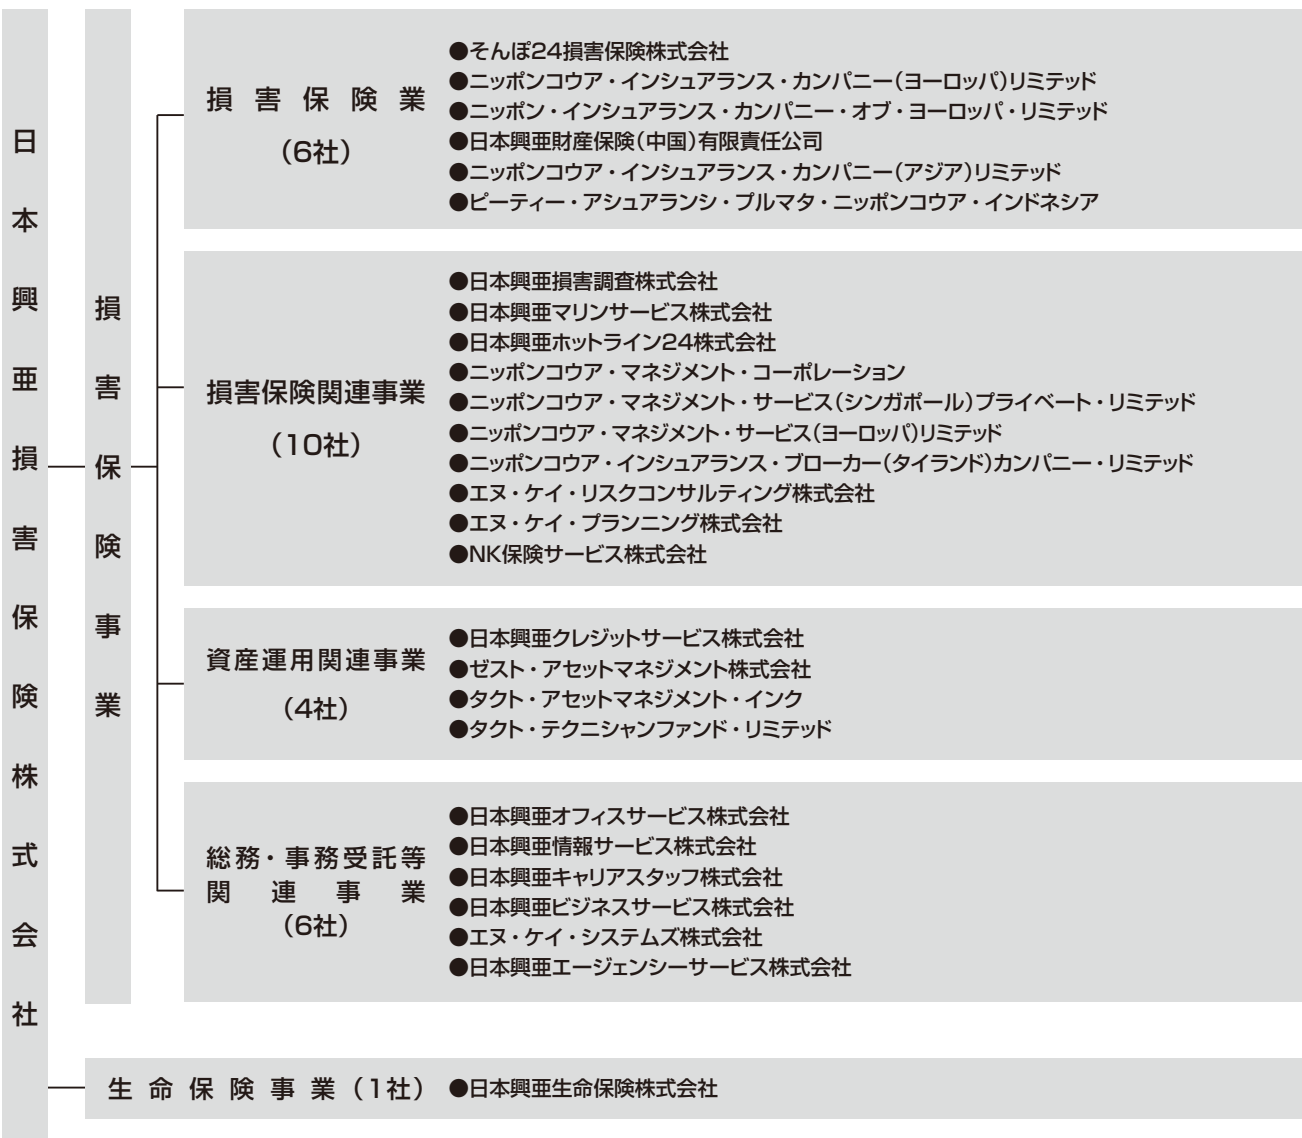 日本興亜損害保険株式会社
損害保険事業
損害保険業
（6社）
●そんぽ24損害保険株式会社
●ニッポンコウア・インシュアランス・カンパニー（ヨーロッパ）リミテッド
●ニッポン・インシュアランス・カンパニー・オブ・ヨーロッパ・リミテッド
●日本興亜財産保険（中国）有限責任公司
●ニッポンコウア・インシュアランス・カンパニー（アジア）リミテッド
●ピーティー・アシュアランシ・プルマタ・ニッポンコウア・インドネシア
損害保険関連事業
（10社）
●日本興亜損害調査株式会社
●日本興亜マリンサービス株式会社
●日本興亜ホットライン24株式会社
●ニッポンコウア・マネジメント・コーポレーション
●ニッポンコウア・マネジメント・サービス（シンガポール）プライベート・リミテッド
●ニッポンコウア・マネジメント・サービス（ヨーロッパ）リミテッド
●ニッポンコウア・インシュアランス・ブローカー（タイランド）カンパニー・リミテッド
●エヌ・ケイ・リスクコンサルティング株式会社
●エヌ・ケイ・プランニング株式会社
●NK保険サービス株式会社
資産運用関連事業
（4社）
●日本興亜クレジットサービス株式会社
●ゼスト・アセットマネジメント株式会社
●タクト・アセットマネジメント・インク
●タクト・テクニシャンファンド・リミテッド
総務・事務受託等
関連事業
（6社）
●日本興亜オフィスサービス株式会社
●日本興亜情報サービス株式会社
●日本興亜キャリアスタッフ株式会社
●日本興亜ビジネスサービス株式会社
●エヌ・ケイ・システムズ株式会社
●日本興亜エージェンシーサービス株式会社
生命保険事業（1社）
●日本興亜生命保険株式会社